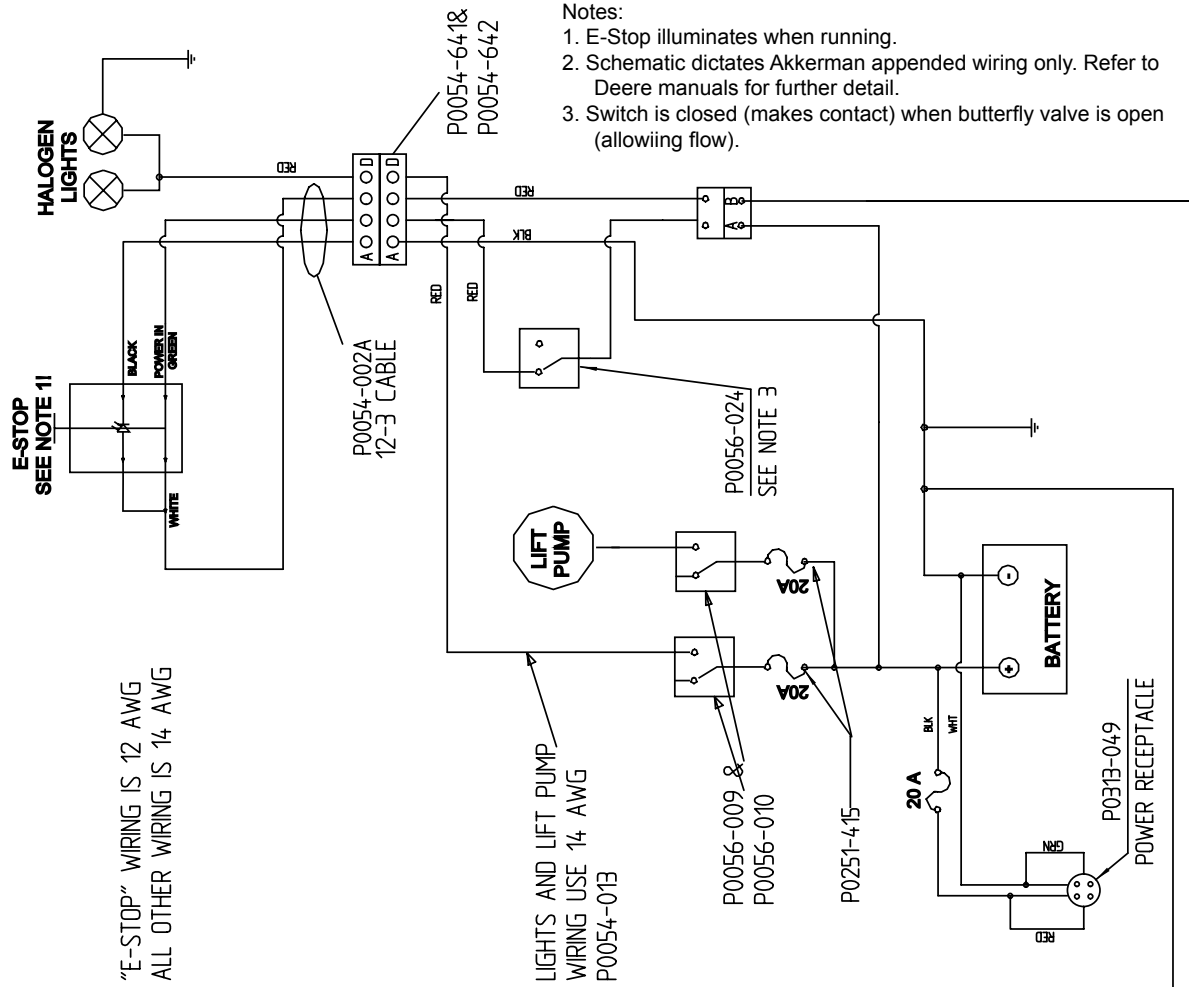 Notes:
1. E-Stop illuminates when running.
2. Schematic dictates Akkerman appended wiring only. Refer to
Deere manuals for further detail.
3. Switch is closed (makes contact) when butterfly valve is open
(allowiing flow).
HALOGEN
LIGHTS
P0054-641&
P0054-642
RED
E-STOP
SEE NOTE 1!
BLACK
POWER IN
GREEN
WHITE
P0054-002A
12-3 CABLE
A D
A D
RED
BLK
RED
RED
A B
P0056-024
SEE NOTE 3
LIFT
PUMP
20A
20A
"E-STOP" WIRING IS 12 AWG
ALL OTHER WIRING IS 14 AWG
LIGHTS AND LIFT PUMP
WIRING USE 14 AWG
P0054-013
P0056-009 &
P0056-010
P0251-415
+
-
BATTERY
BLK
WHT
20 A
GRN
RED
P0313-049
POWER RECEPTACLE